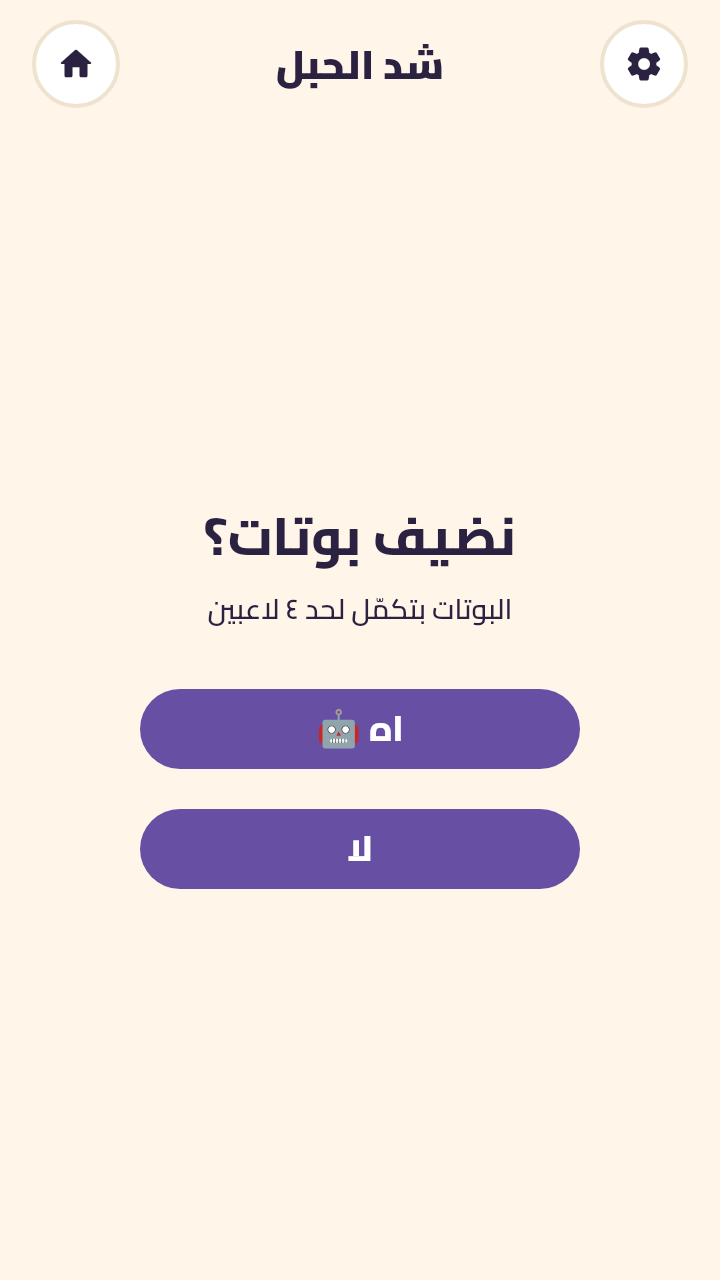 شد الحبل
نضيف بوتات؟
البوتات بتكمّل لحد ٤ لاعبين
اه 🤖
لا